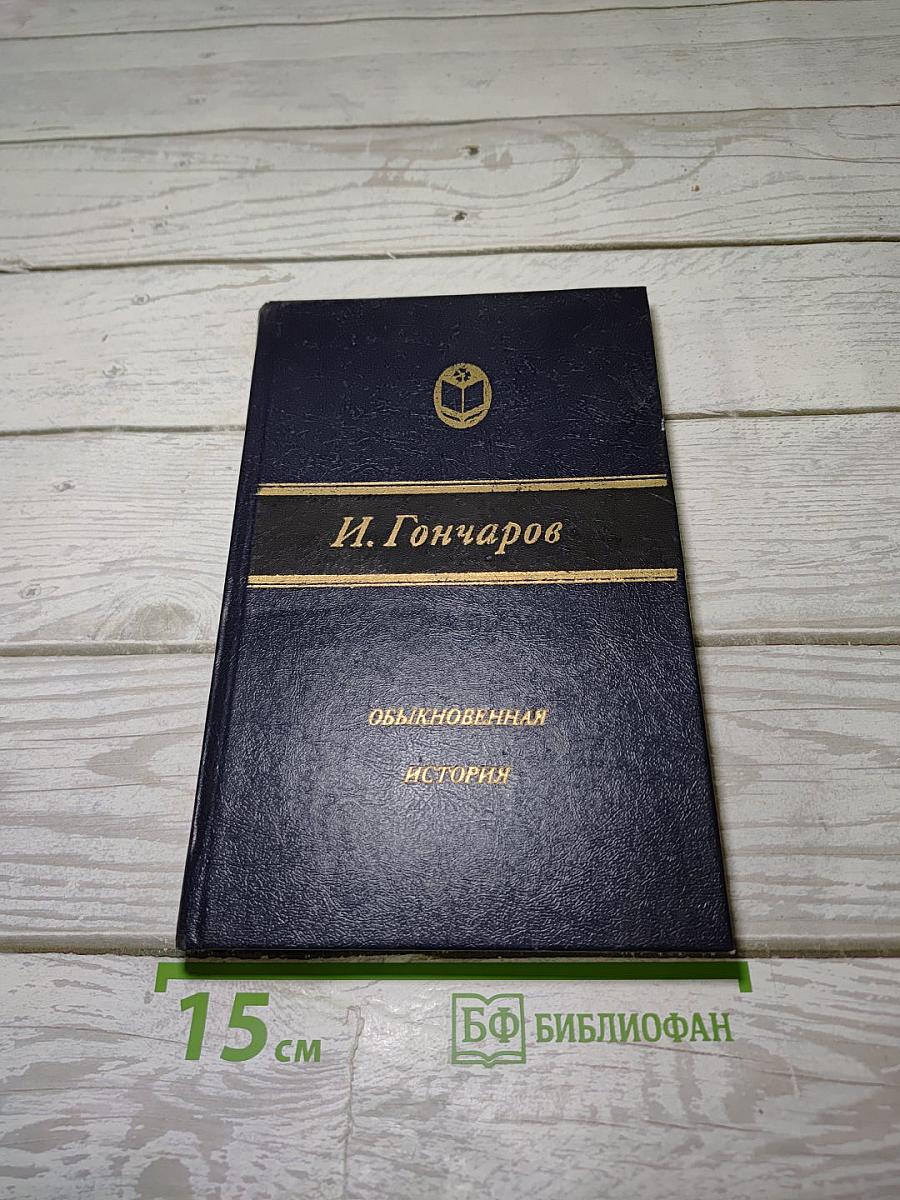 И. Гончаров
ОБЫКНОВЕННАЯ
ИСТОРИЯ
15 см
БФ БИБЛИОФАН